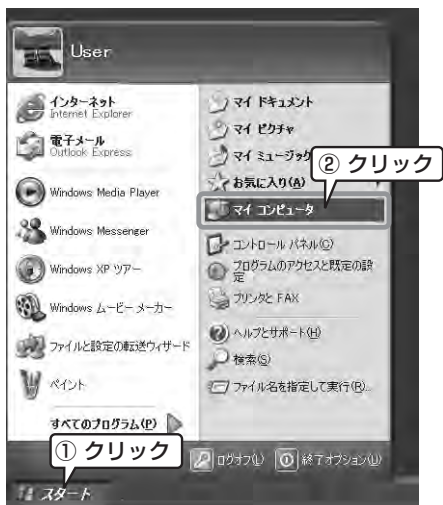 User
インターネット
Internet Explorer
電子メール
Outlook Express
Windows Media Player
Windows Messenger
Windows XP ツアー
Windows ムービー メーカー
ファイルと設定の転送ウィザード
ペイント
すべてのプログラム(P)
マイ ドキュメント
マイ ピクチャ
マイ ミュージック
② クリック
お気に入り(A)
マイ コンピュータ
コントロール パネル(C)
プログラムのアクセスと既定の設
定
プリンタと FAX
ヘルプとサポート(H)
検索(S)
ファイル名を指定して実行(R)...
① クリック
ログオフ(L)
終了オプション(U)
スタート